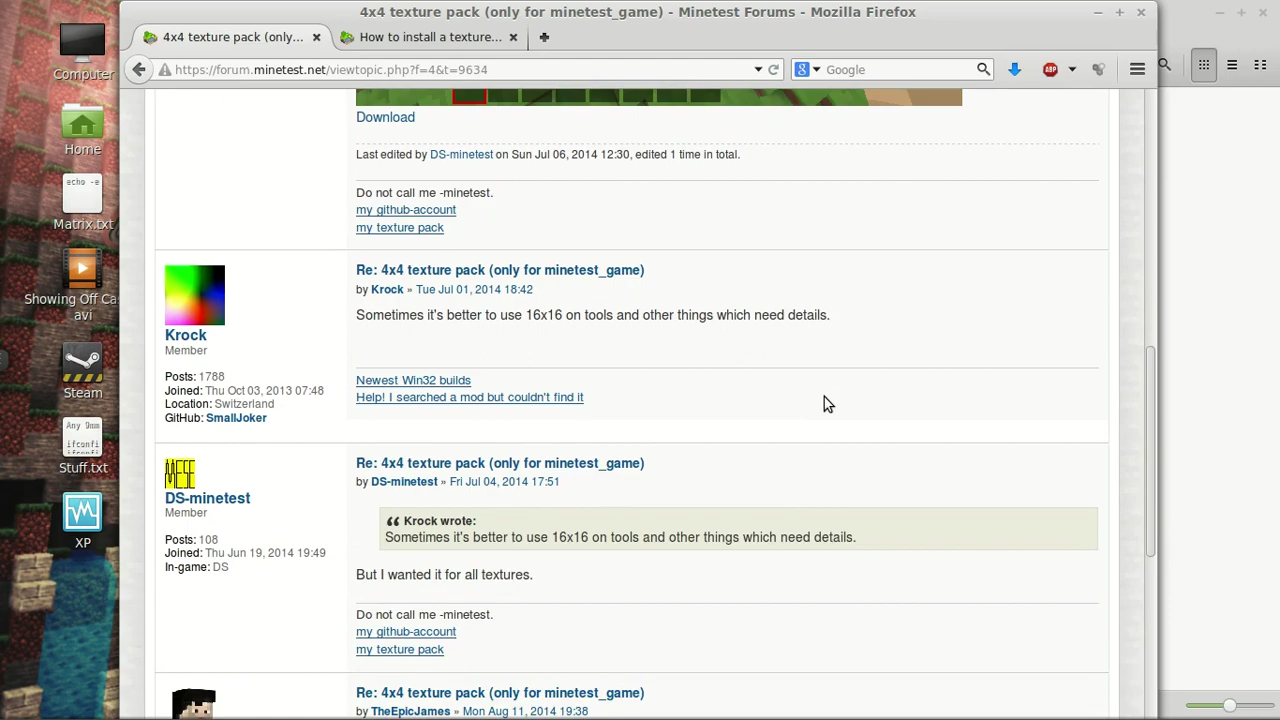 4x4 texture pack (only for minetest_game) - Minetest Forums - Mozilla Firefox
4x4 texture pack (only...
How to install a texture...
https://forum.minetest.net/viewtopic.php?f=4&t=9634
Google
ABP
Computer
Home
echo -e
Matrix.txt
Showing Off Ca
avi
Steam
Any 9mm
ifconfi
ifconfi
Stuff.txt
XP
Download
Last edited by DS-minetest on Sun Jul 06, 2014 12:30, edited 1 time in total.
Do not call me -minetest.
my github-account
my texture pack
Krock
Member
Posts: 1788
Joined: Thu Oct 03, 2013 07:48
Location: Switzerland
GitHub: SmallJoker
Re: 4x4 texture pack (only for minetest_game)
by Krock » Tue Jul 01, 2014 18:42
Sometimes it's better to use 16x16 on tools and other things which need details.
Newest Win32 builds
Help! I searched a mod but couldn't find it
MESE
DS-minetest
Member
Posts: 108
Joined: Thu Jun 19, 2014 19:49
In-game: DS
Re: 4x4 texture pack (only for minetest_game)
by DS-minetest » Fri Jul 04, 2014 17:51
Krock wrote:
Sometimes it's better to use 16x16 on tools and other things which need details.
But I wanted it for all textures.
Do not call me -minetest.
my github-account
my texture pack
Re: 4x4 texture pack (only for minetest_game)
by TheEpicJames » Mon Aug 11, 2014 19:38